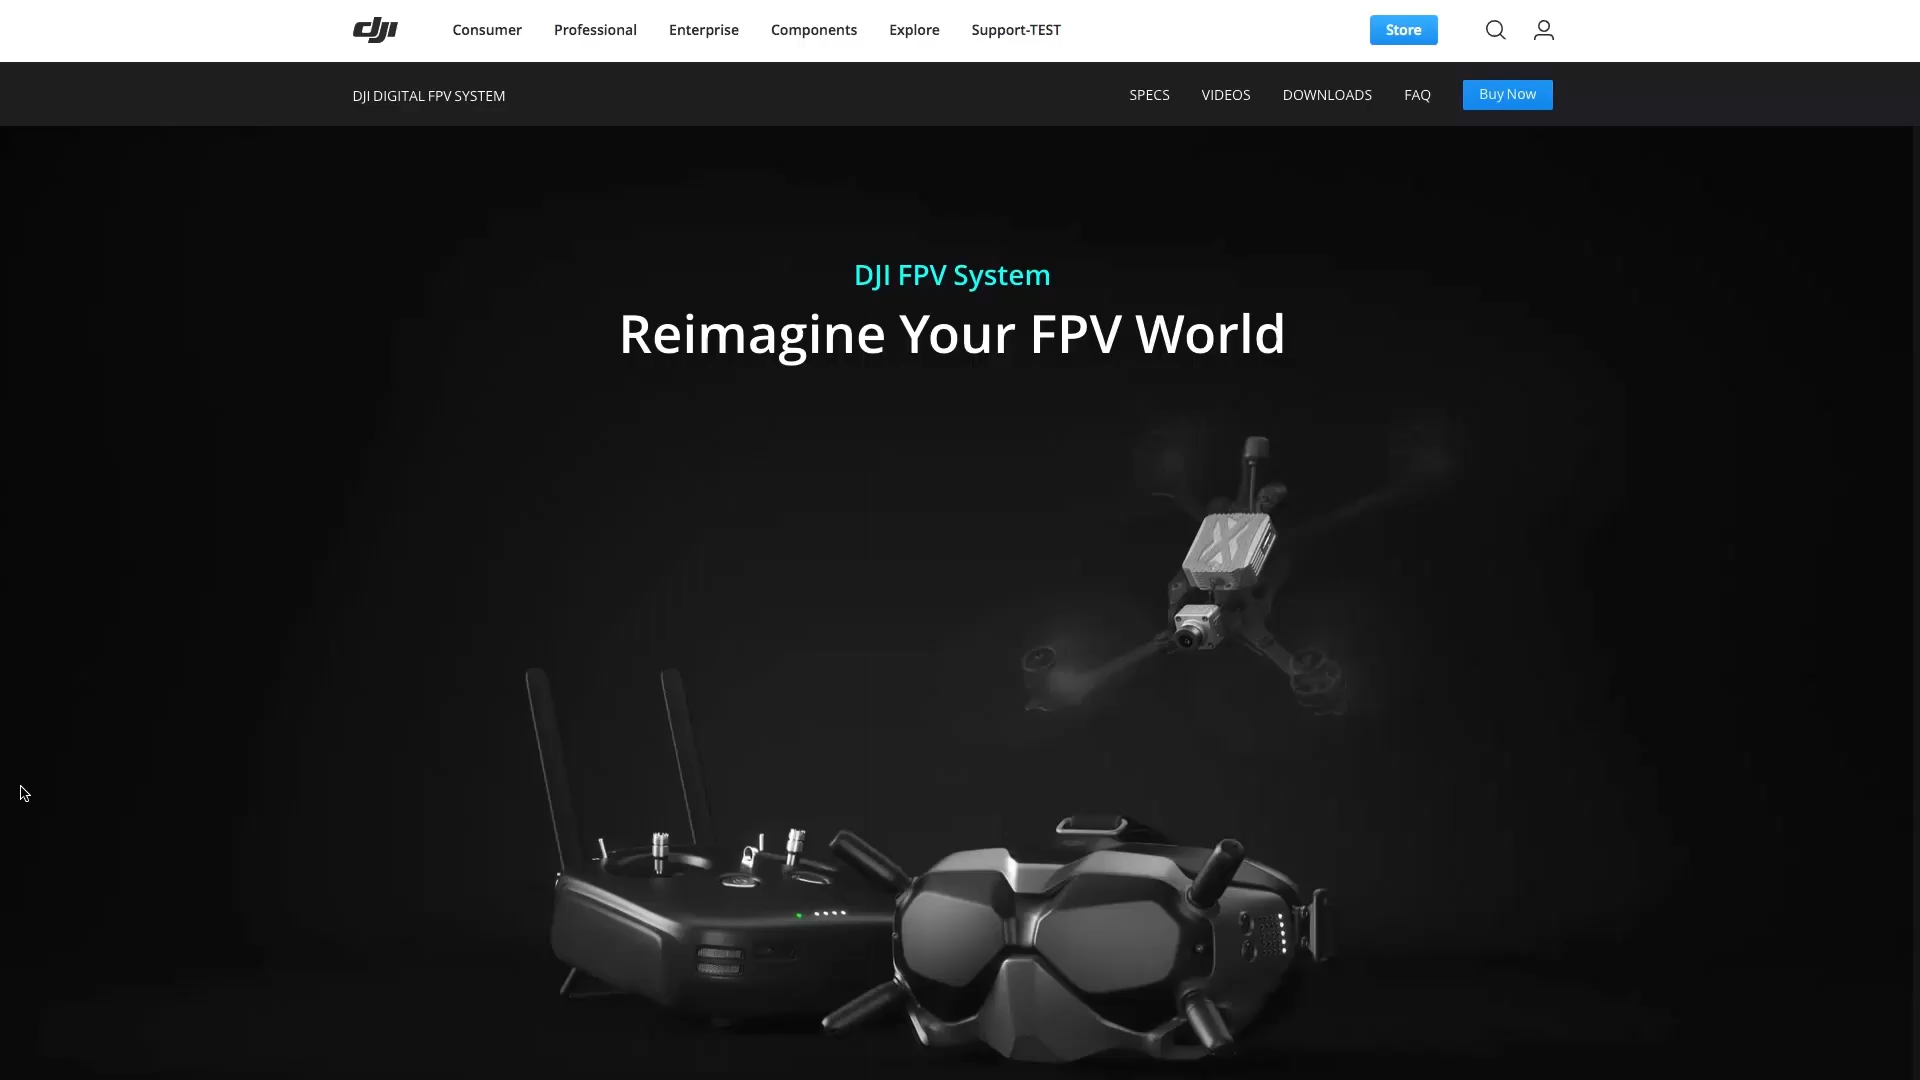 dji
Consumer
Professional
Enterprise
Components
Explore
Support-TEST
Store
DJI DIGITAL FPV SYSTEM
SPECS
VIDEOS
DOWNLOADS
FAQ
Buy Now
DJI FPV System
Reimagine Your FPV World